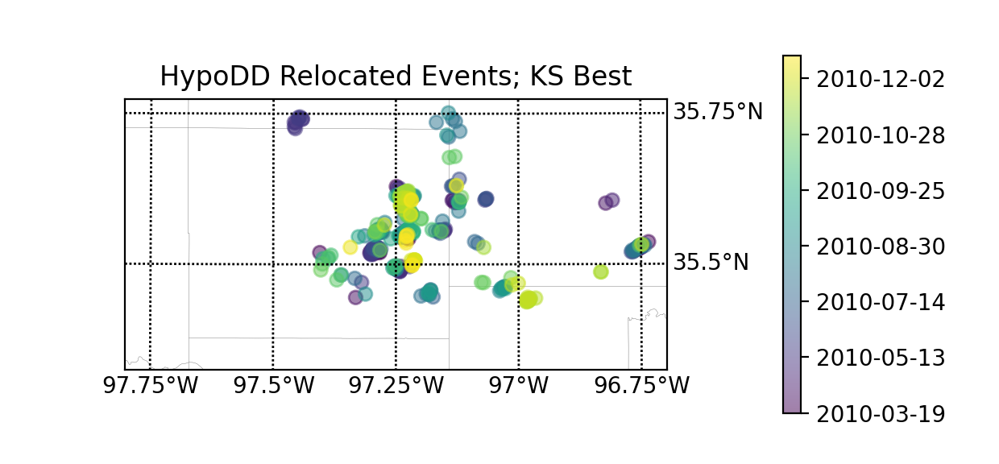 HypoDD Relocated Events; KS Best
35.75°N
35.5°N
97.75°W 97.5°W 97.25°W 97°W 96.75°W
2010-12-02
2010-10-28
2010-09-25
2010-08-30
2010-07-14
2010-05-13
2010-03-19